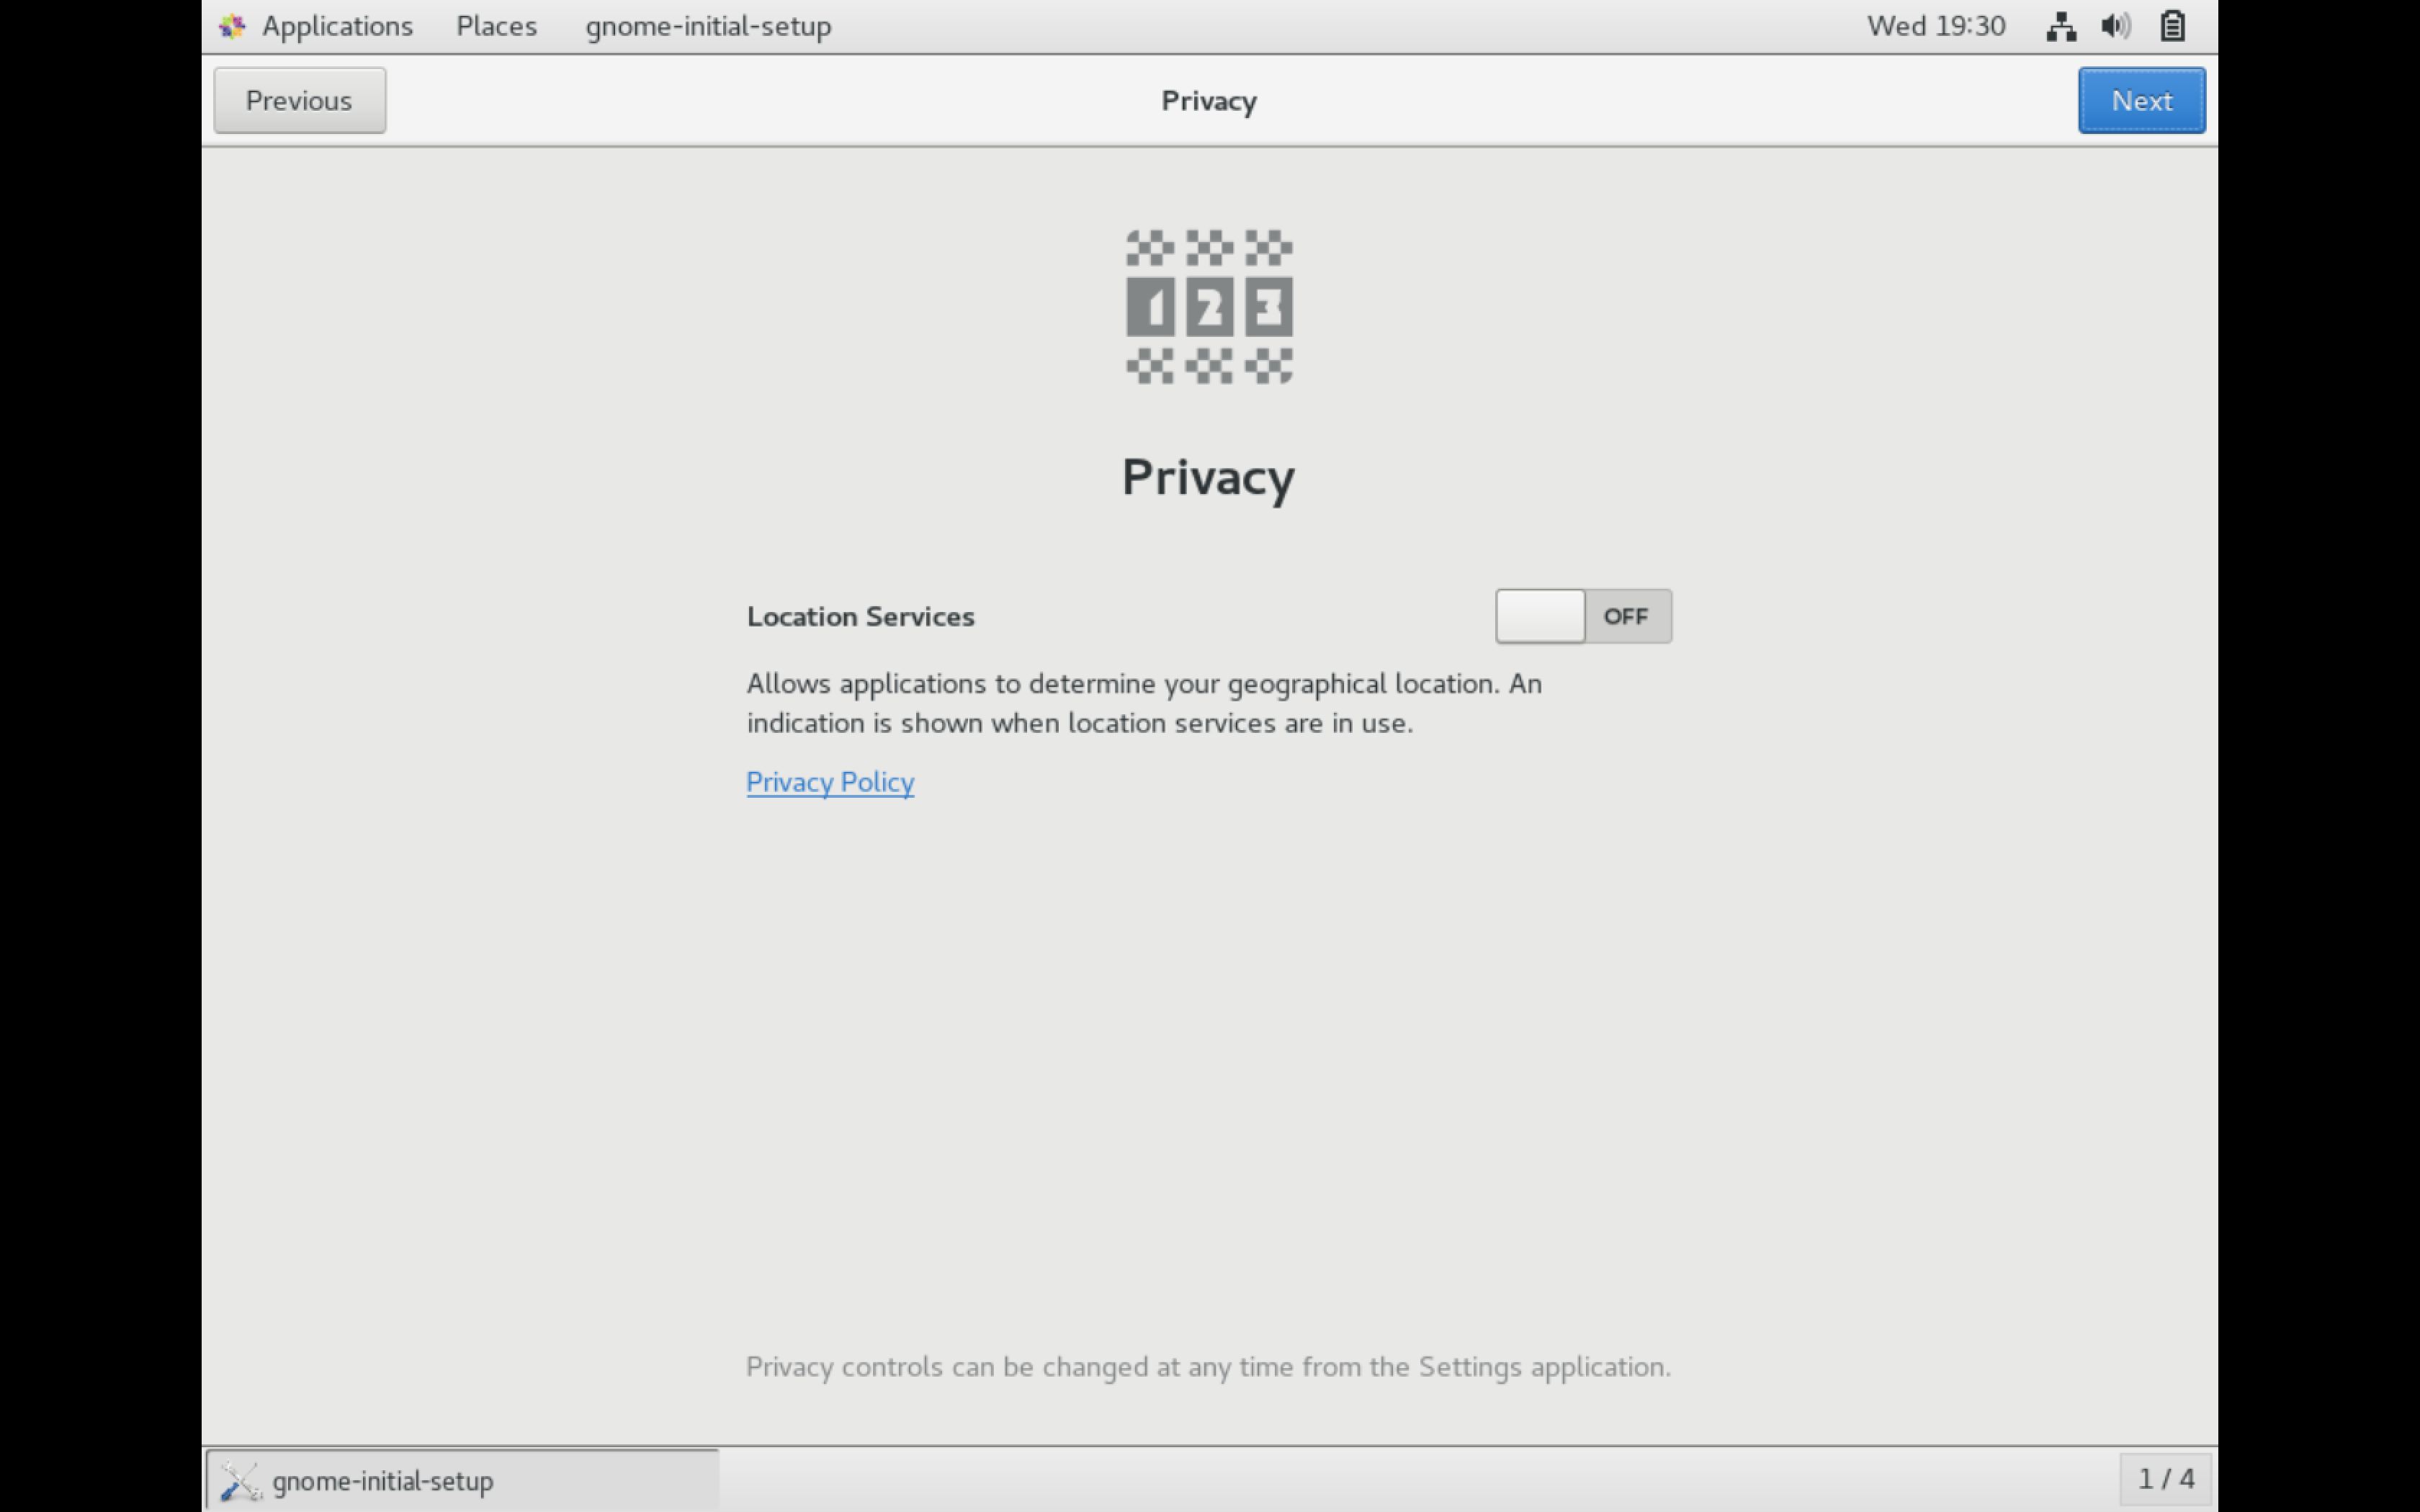 Applications Places gnome-initial-setup Wed 19:30
Previous Privacy Next
1 2 3
Privacy
Location Services OFF
Allows applications to determine your geographical location. An
indication is shown when location services are in use.
Privacy Policy
Privacy controls can be changed at any time from the Settings application.
gnome-initial-setup 1 / 4